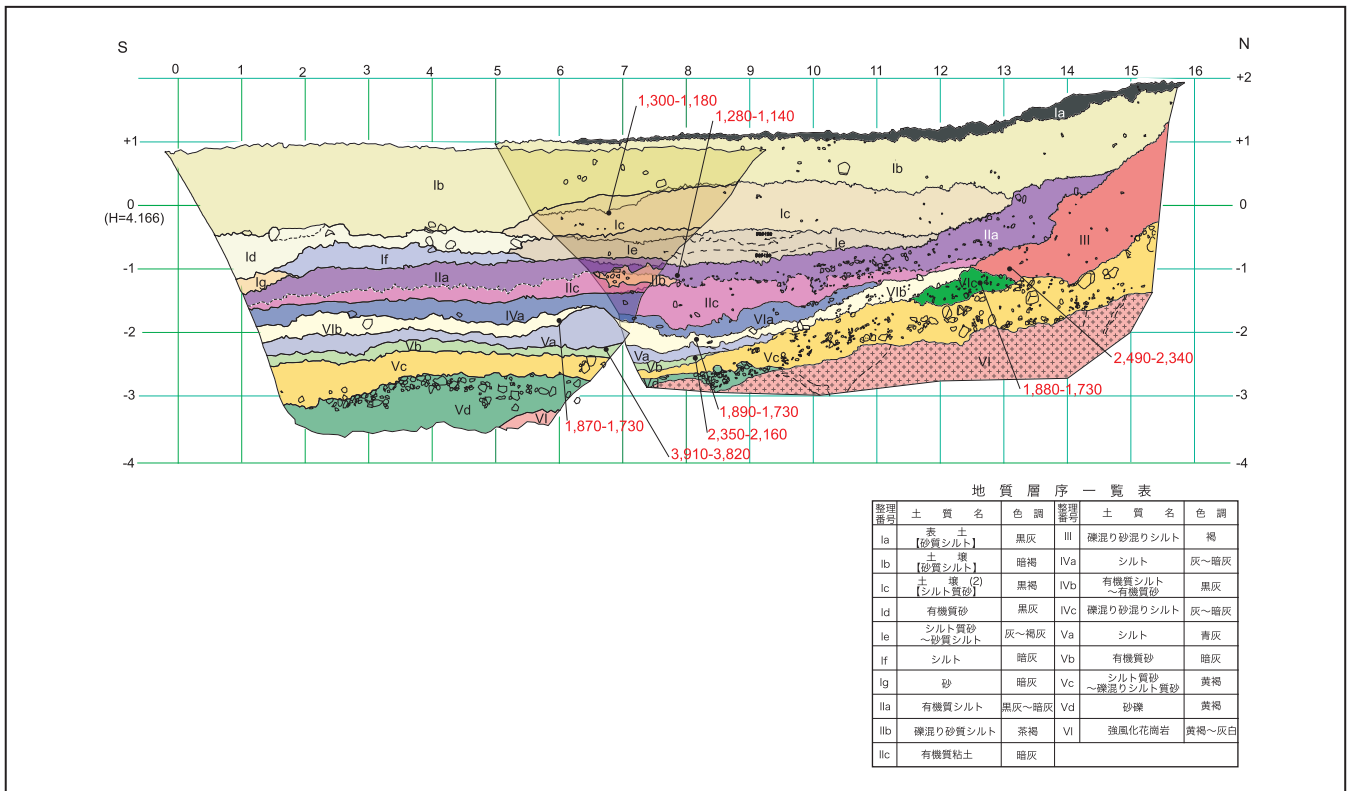 S
N
0 1 2 3 4 5 6 7 8 9 10 11 12 13 14 15 16
+2
+1
+1
0
0
(H=4.166)
-1
-1
-2
-2
-3
-3
-4
-4
1,300-1,180
1,280-1,140
Ia
Ib
Ib
Ic
Ic
Id
If
Ie
Ie
Ig
IIa
IIa
III
IIb
IIc
IIc
IVa
VIa
VIb
VIb
VIc
Va
Va
Vb
Vb
Vc
Vc
Vc
Vd
VI
VI
2,490-2,340
1,880-1,730
1,890-1,730
1,870-1,730
2,350-2,160
3,910-3,820
地質層序一覧表
整理番号 土質名 色調 整理番号 土質名 色調
Ia 表土【砂質シルト】 黒灰 III 礫混り砂混りシルト 褐
Ib 土壌【砂質シルト】 暗褐 IVa シルト 灰～暗灰
Ic 土壌(2)【シルト質砂】 黒褐 IVb 有機質シルト～有機質砂 黒灰
Id 有機質砂 黒灰 IVc 礫混り砂混りシルト 灰～暗灰
Ie シルト質砂～砂質シルト 灰～褐灰 Va シルト 青灰
If シルト 暗灰 Vb 有機質砂 暗灰
Ig 砂 暗灰 Vc シルト質砂～礫混りシルト質砂 黄褐
IIa 有機質シルト 黒灰～暗灰 Vd 砂礫 黄褐
IIb 礫混り砂質シルト 茶褐 VI 強風化花崗岩 黄褐～灰白
IIc 有機質粘土 暗灰